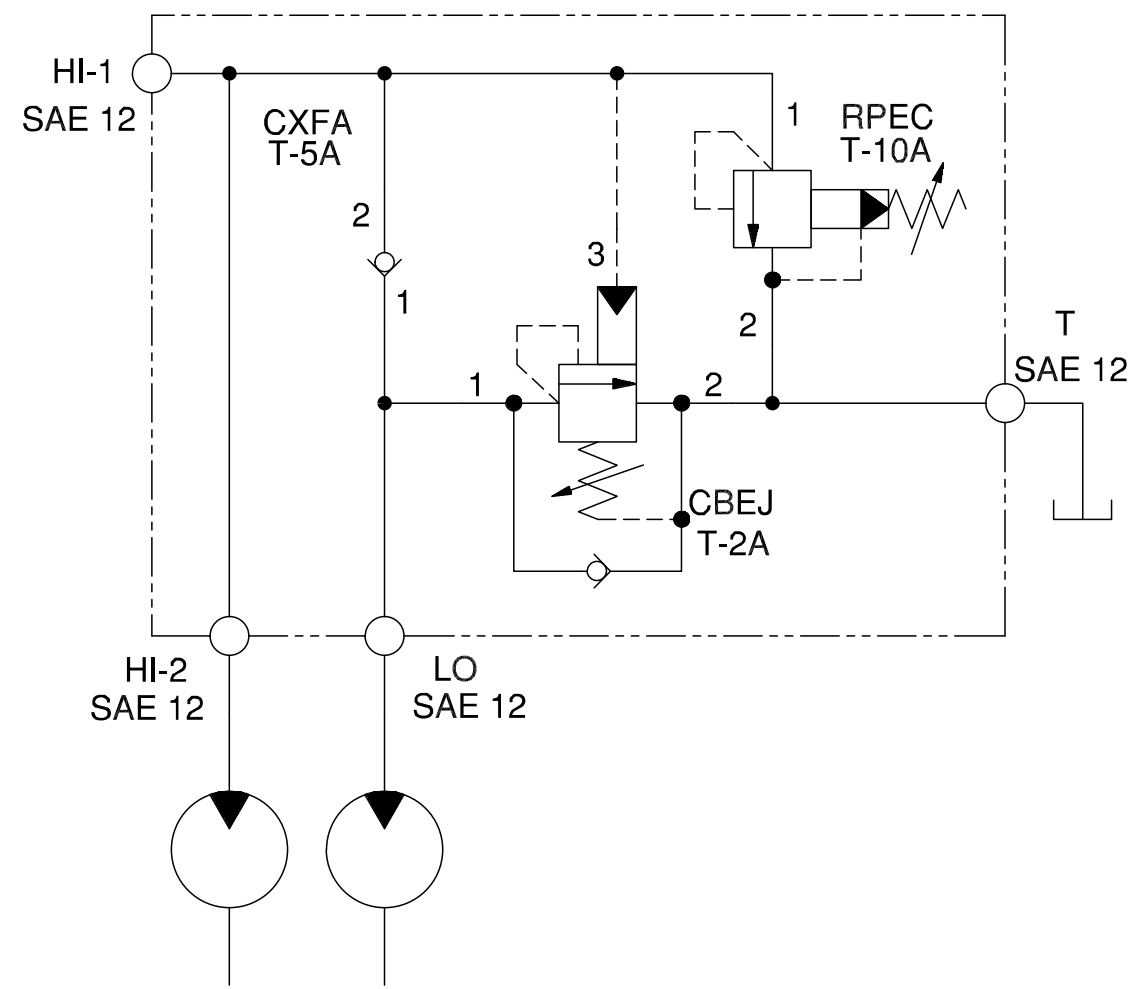 HI-1
SAE 12
CXFA
T-5A
2
1
1
RPEC
T-10A
3
2
1
2
T
SAE 12
CBEJ
T-2A
HI-2
SAE 12
LO
SAE 12